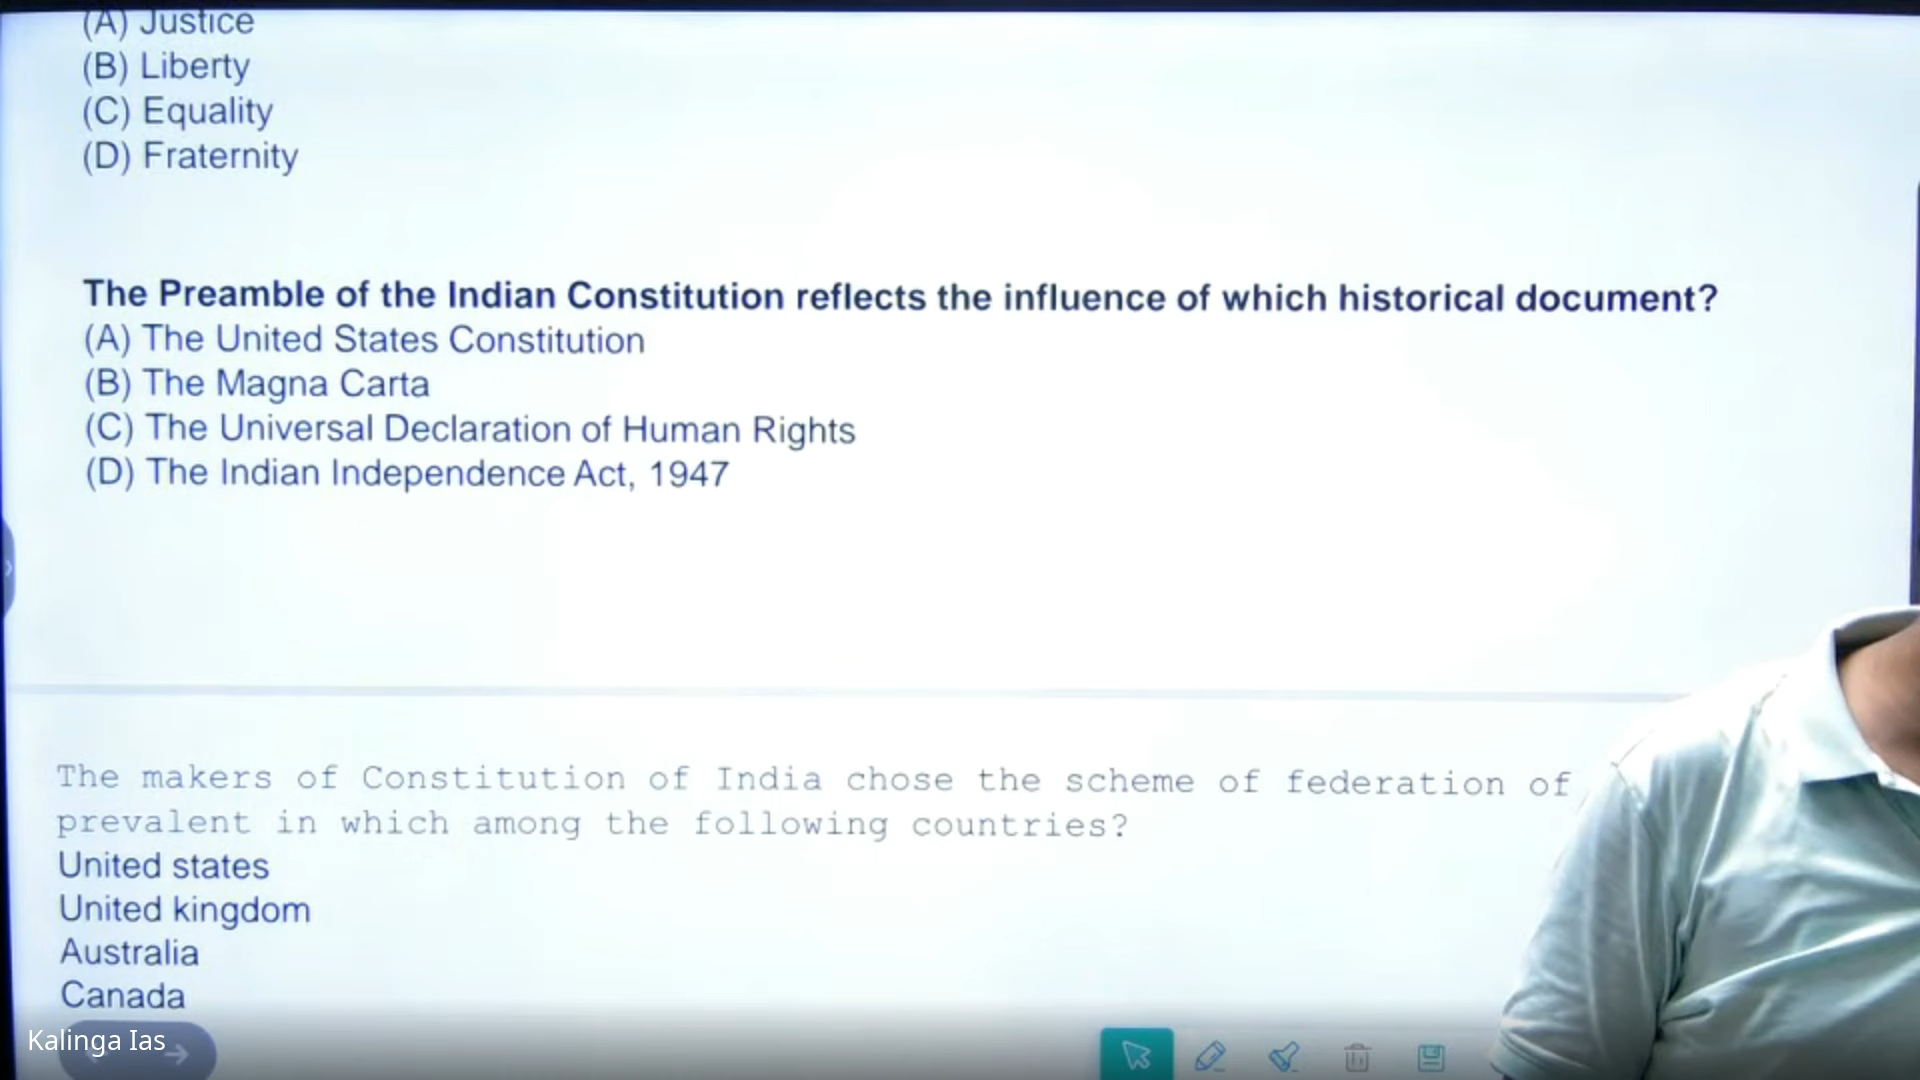 (A) Justice
(B) Liberty
(C) Equality
(D) Fraternity
The Preamble of the Indian Constitution reflects the influence of which historical document?
(A) The United States Constitution
(B) The Magna Carta
(C) The Universal Declaration of Human Rights
(D) The Indian Independence Act, 1947
The makers of Constitution of India chose the scheme of federation of
prevalent in which among the following countries?
United states
United kingdom
Australia
Canada
Kalinga Ias